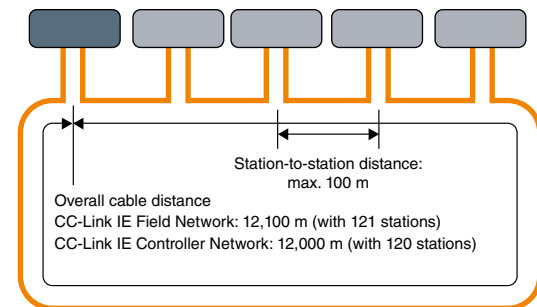 Station-to-station distance:
max. 100 m
Overall cable distance
CC-Link IE Field Network: 12,100 m (with 121 stations)
CC-Link IE Controller Network: 12,000 m (with 120 stations)